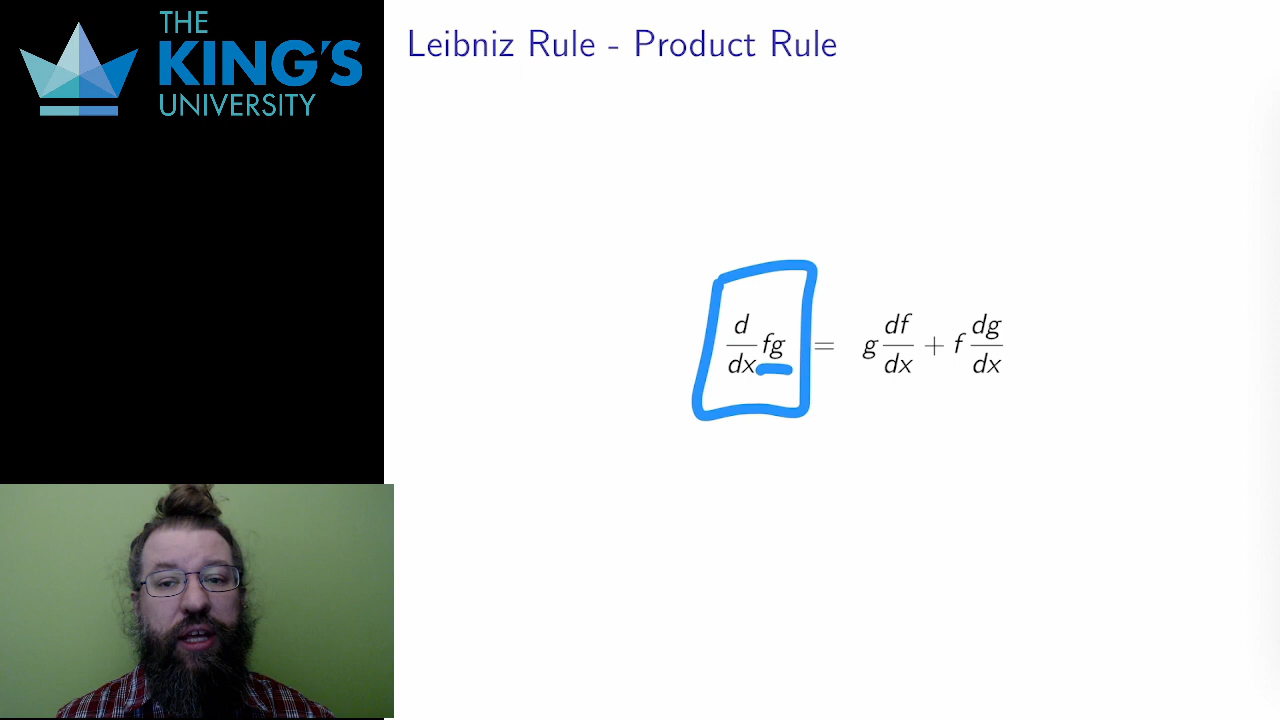 THE
KING'S
UNIVERSITY
Leibniz Rule - Product Rule
d/dx fg = g df/dx + f dg/dx